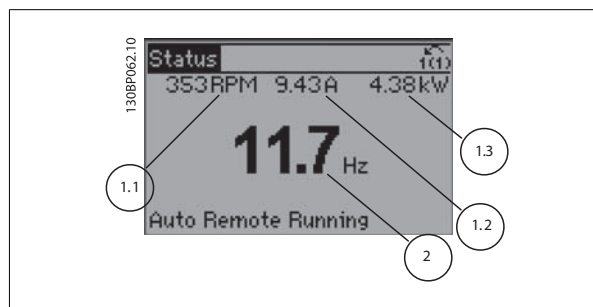 130BP062.10
Status
1(1)
353RPM 9.43A 4.38kW
11.7 Hz
1.3
1.1
Auto Remote Running
1.2
2